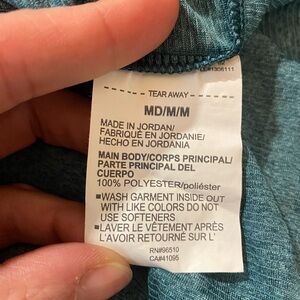 TEAR AWAY
MD/M/M
MADE IN JORDAN/
FABRIQUÉ EN JORDANIE/
HECHO EN JORDANIA
MAIN BODY/CORPS PRINCIPAL/
PARTE PRINCIPAL DEL
CUERPO
100% POLYESTER/poliéster
■WASH GARMENT INSIDE OUT
WITH LIKE COLORS DO NOT
USE SOFTENERS
■LAVER LE VÊTEMENT APRÈS
L'AVOIR RETOURNÉ SUR L'
RN#96510
CA#41095